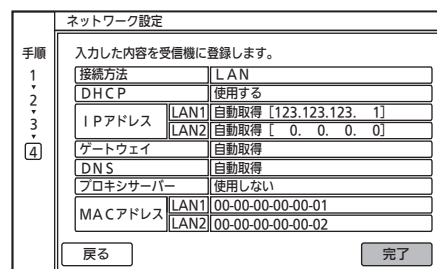 ネットワーク設定
手順
1
2
3
4
入力した内容を受信機に登録します。
接続方法 LAN
DHCP 使用する
IPアドレス LAN1 自動取得 [123.123.123. 1]
LAN2 自動取得 [ 0. 0. 0. 0]
ゲートウェイ 自動取得
DNS 自動取得
プロキシサーバー 使用しない
MACアドレス LAN1 00-00-00-00-00-01
LAN2 00-00-00-00-00-02
戻る 完了